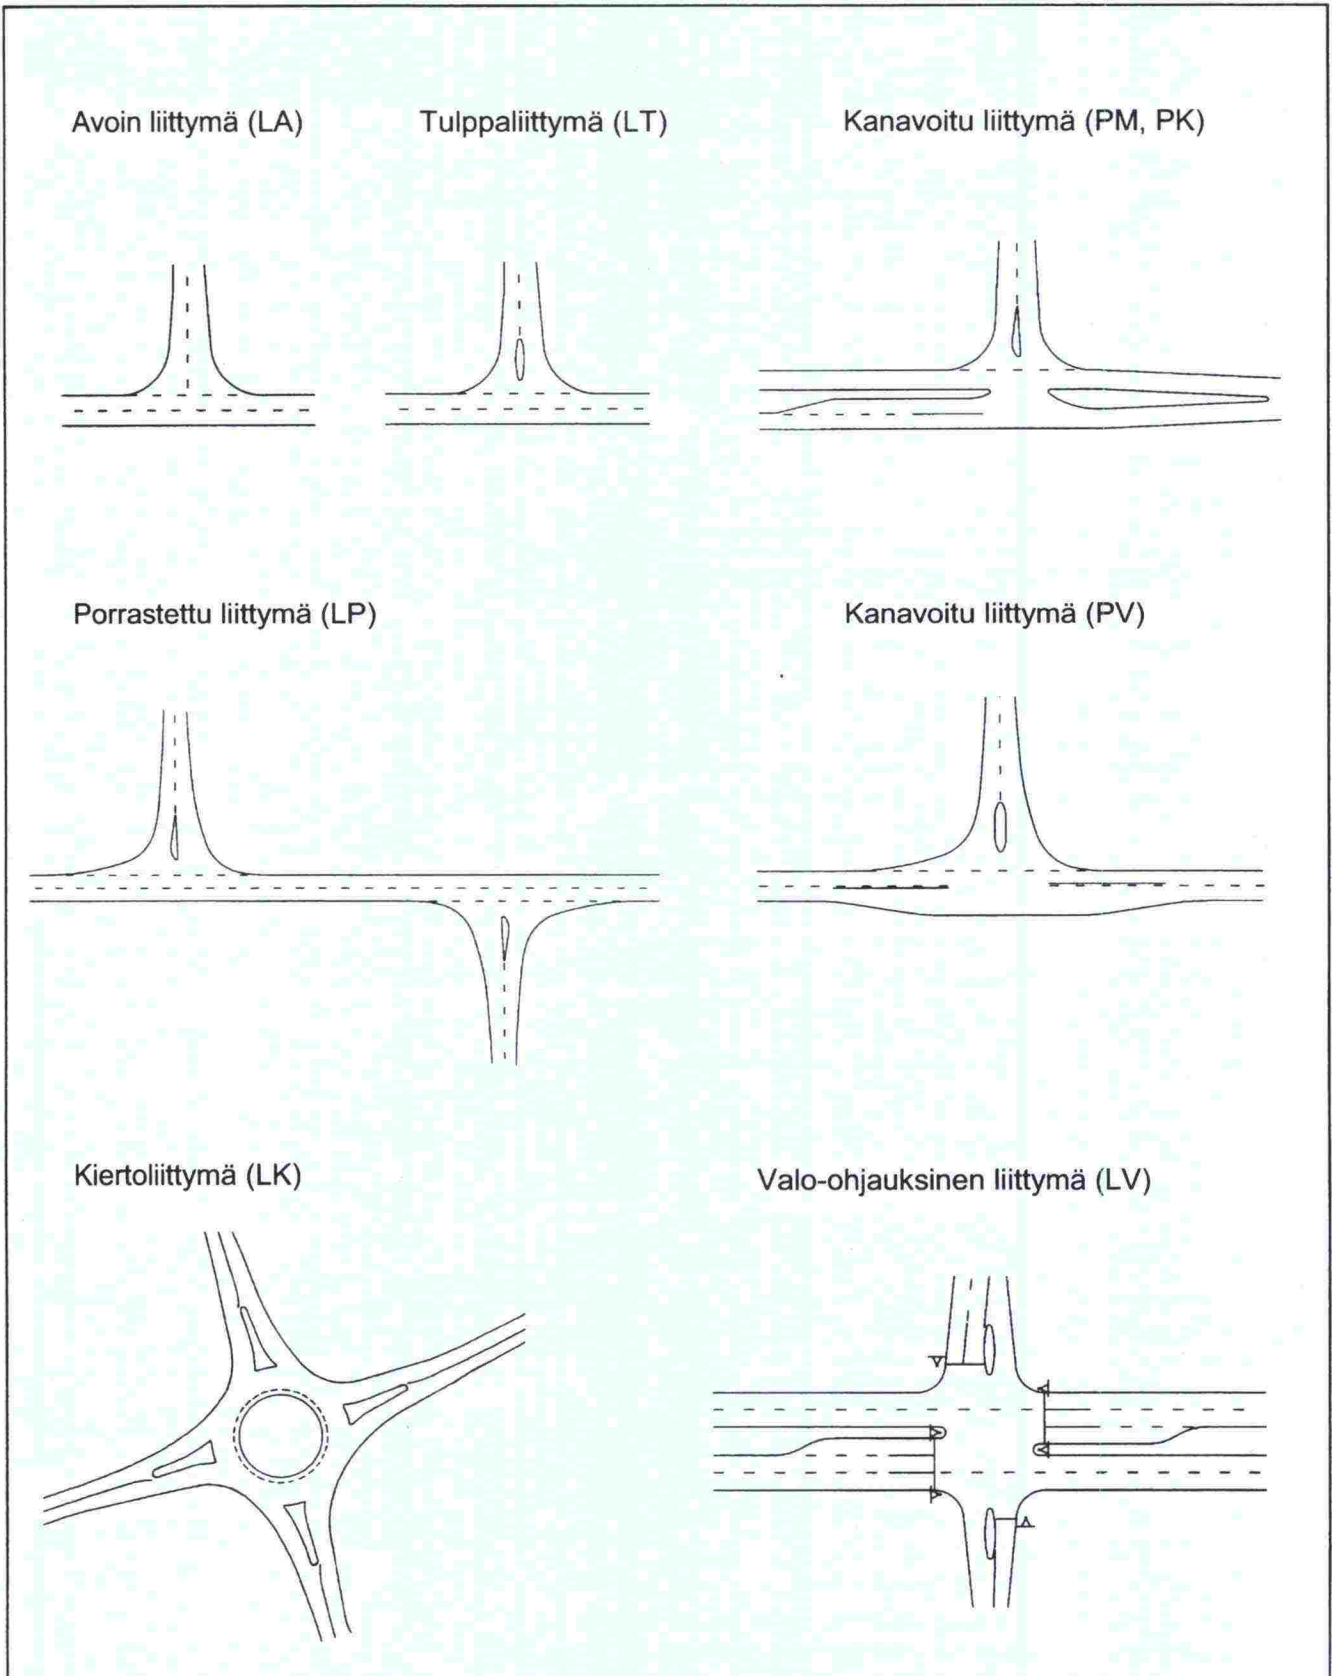 Avoin liittymä (LA)
Tulppaliittymä (LT)
Kanavoitu liittymä (PM, PK)
Porrastettu liittymä (LP)
Kanavoitu liittymä (PV)
Kiertoliittymä (LK)
Valo-ohjauksinen liittymä (LV)